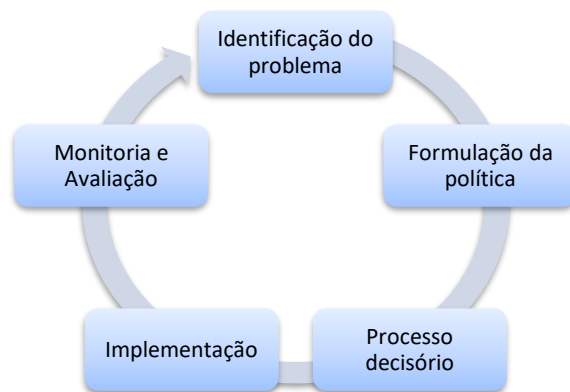 Identificação do
problema
Formulação da
política
Processo
decisório
Implementação
Monitoria e
Avaliação